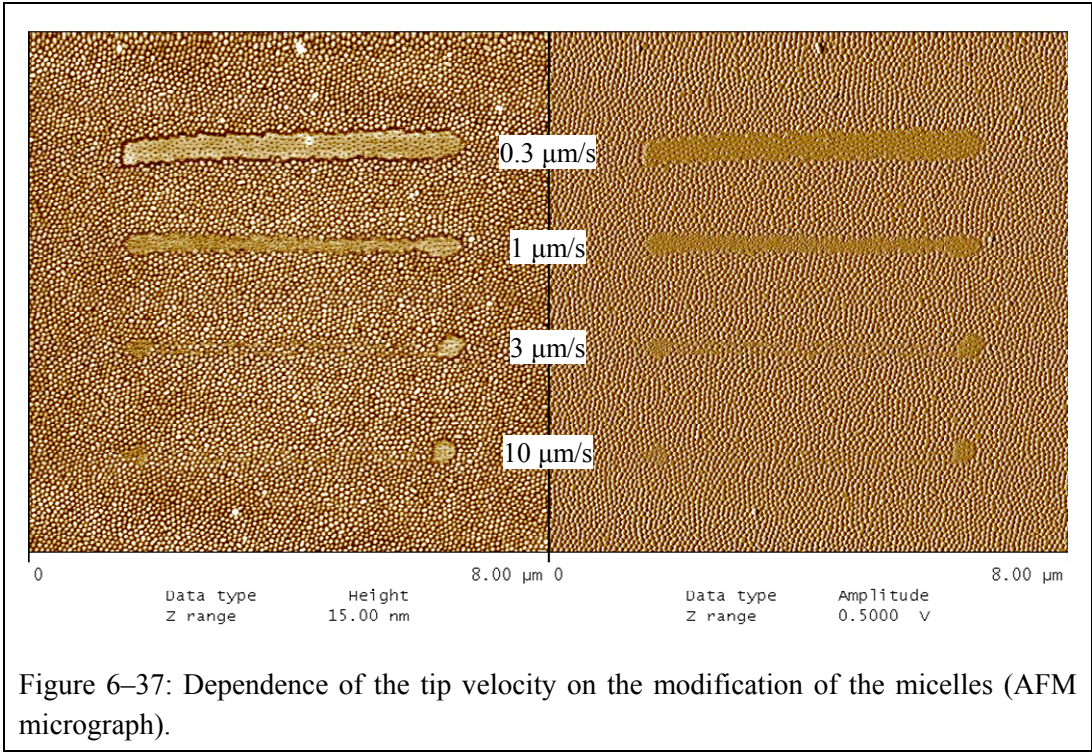 0.3 μm/s
1 μm/s
3 μm/s
10 μm/s
0 8.00 μm 0 8.00 μm
Data type Height Data type Amplitude
Z range 15.00 nm Z range 0.5000 V
Figure 6–37: Dependence of the tip velocity on the modification of the micelles (AFM
micrograph).